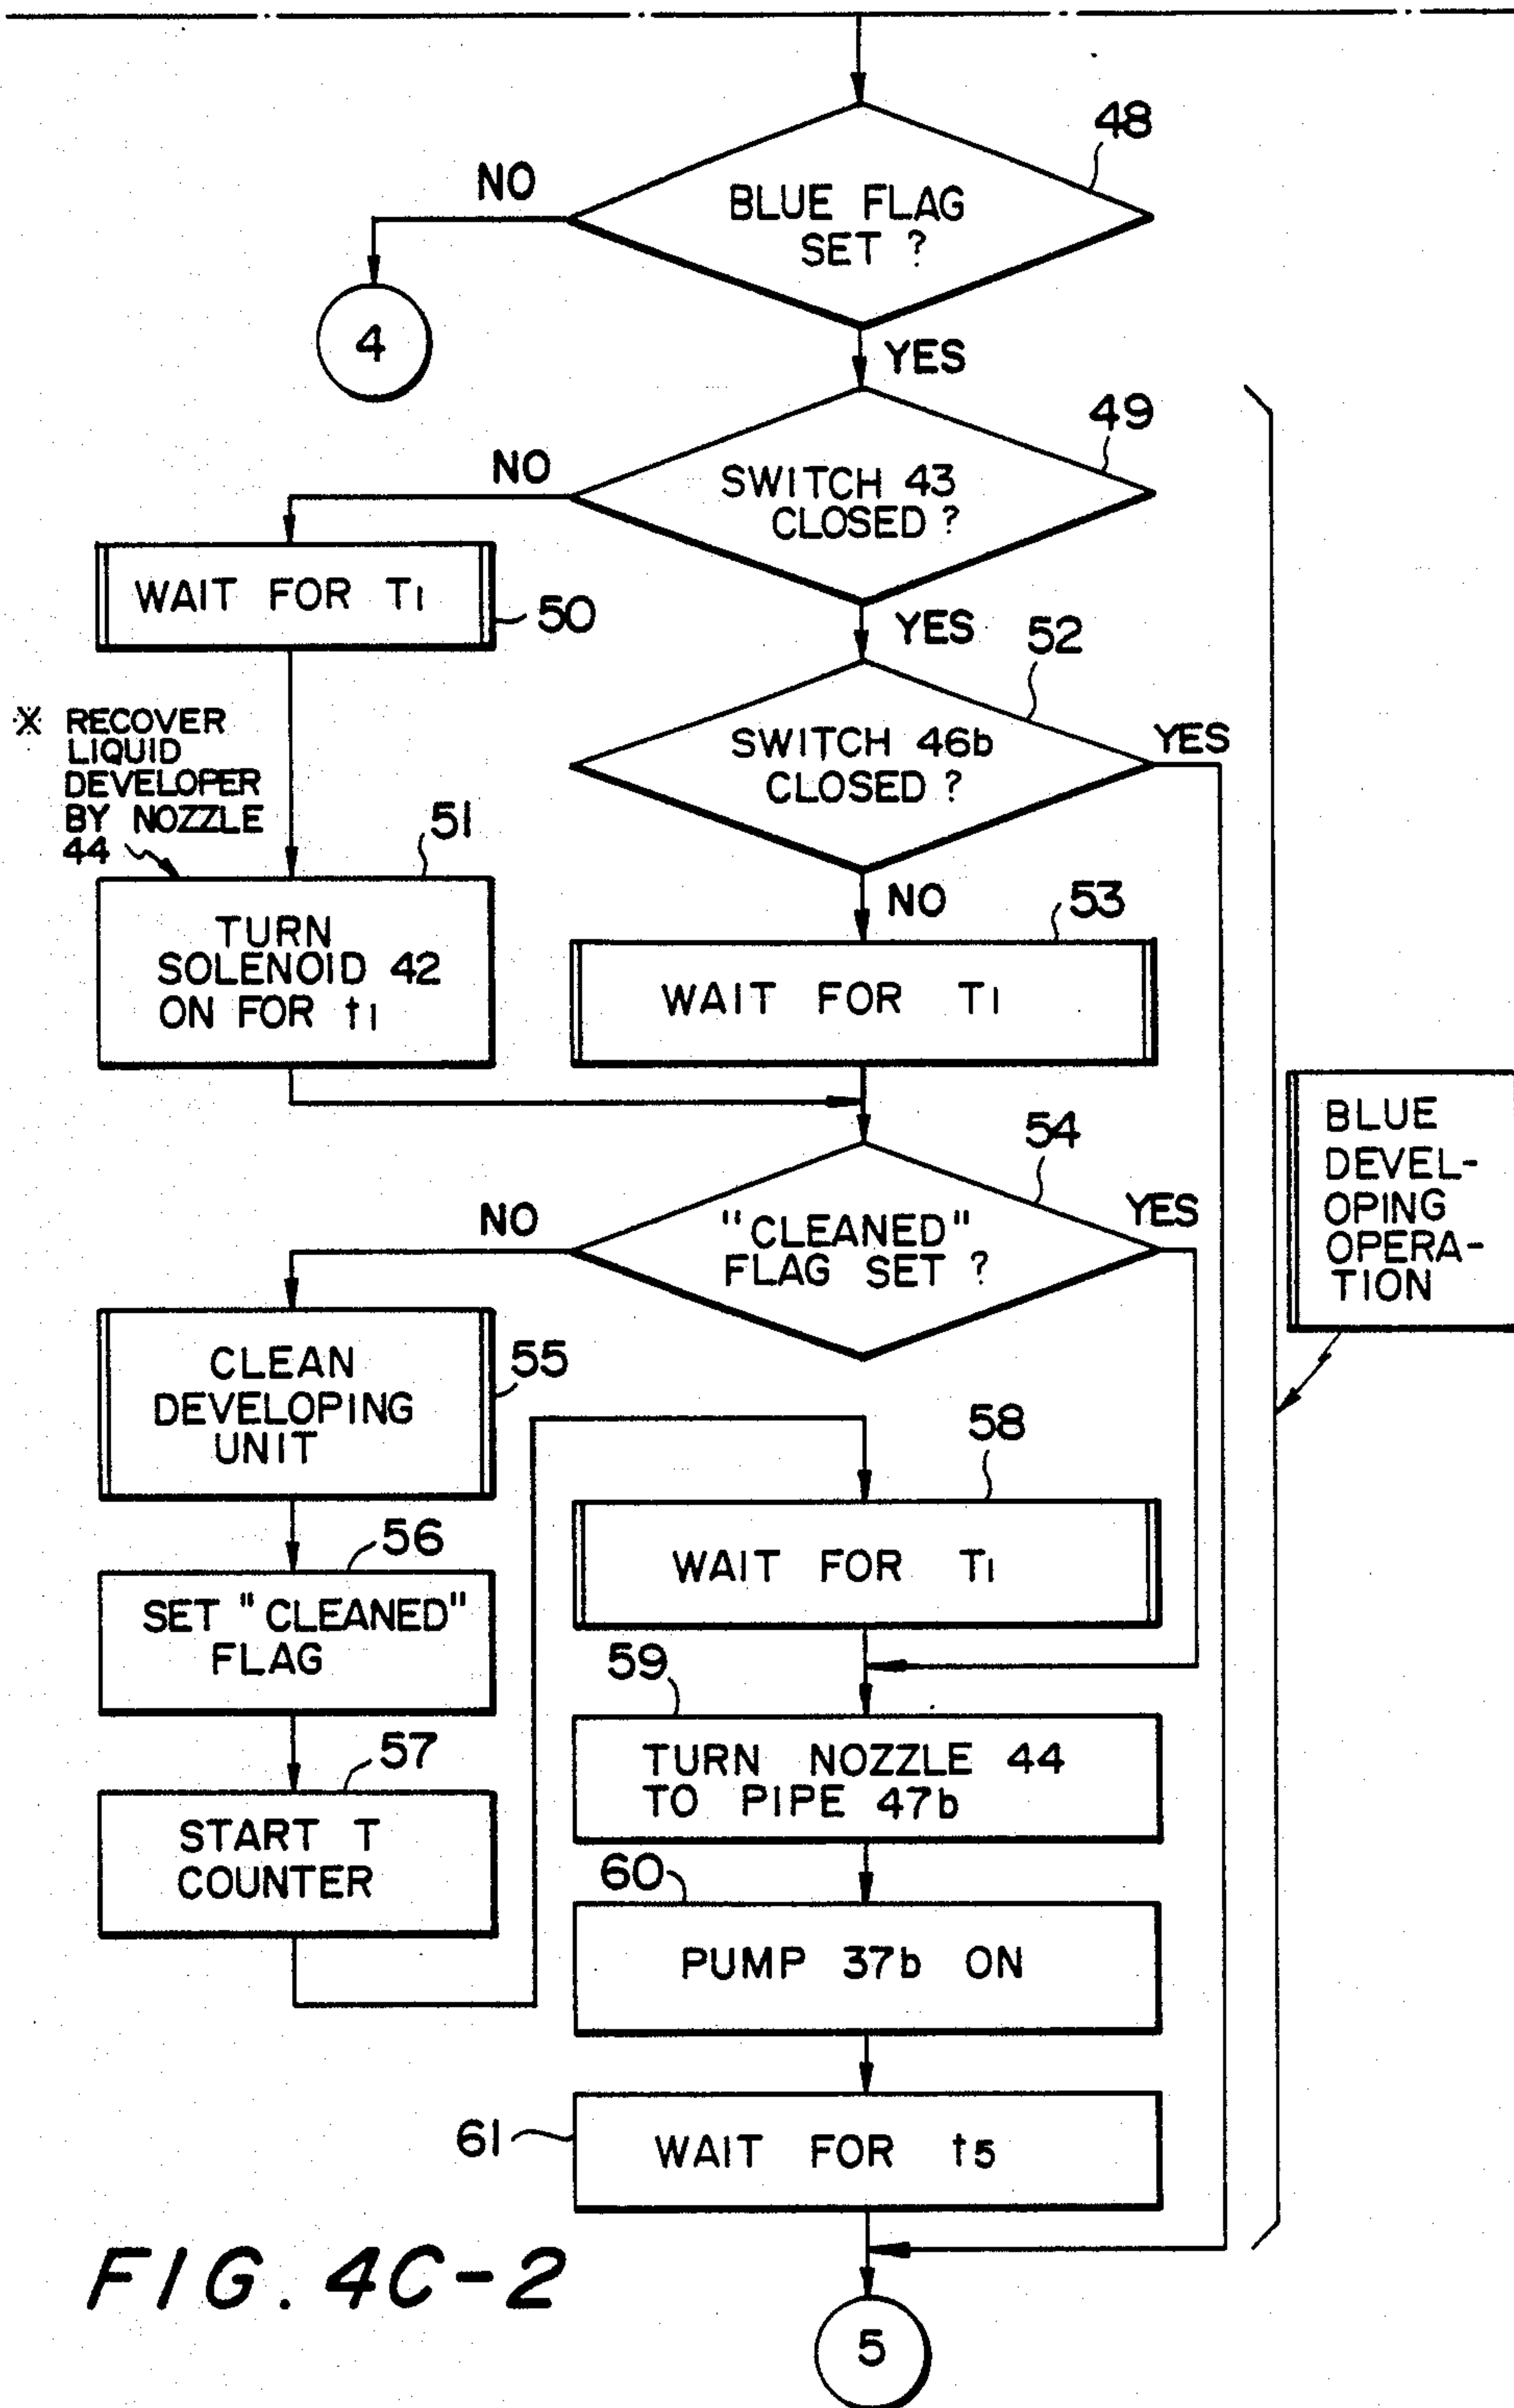 48
NO
BLUE FLAG
SET ?
4
YES
49
NO
SWITCH 43
CLOSED ?
WAIT FOR T1
50
YES
52
※ RECOVER
LIQUID
DEVELOPER
BY NOZZLE
44
SWITCH 46b
CLOSED ?
YES
51
TURN
SOLENOID 42
ON FOR t1
NO
53
WAIT FOR T1
BLUE
DEVEL-
OPING
OPERA-
TION
54
NO
"CLEANED"
FLAG SET ?
YES
CLEAN
DEVELOPING
UNIT
55
58
WAIT FOR T1
56
SET "CLEANED"
FLAG
59
TURN NOZZLE 44
TO PIPE 47b
57
START T
COUNTER
60
PUMP 37b ON
61
WAIT FOR t5
FIG. 4C-2
5